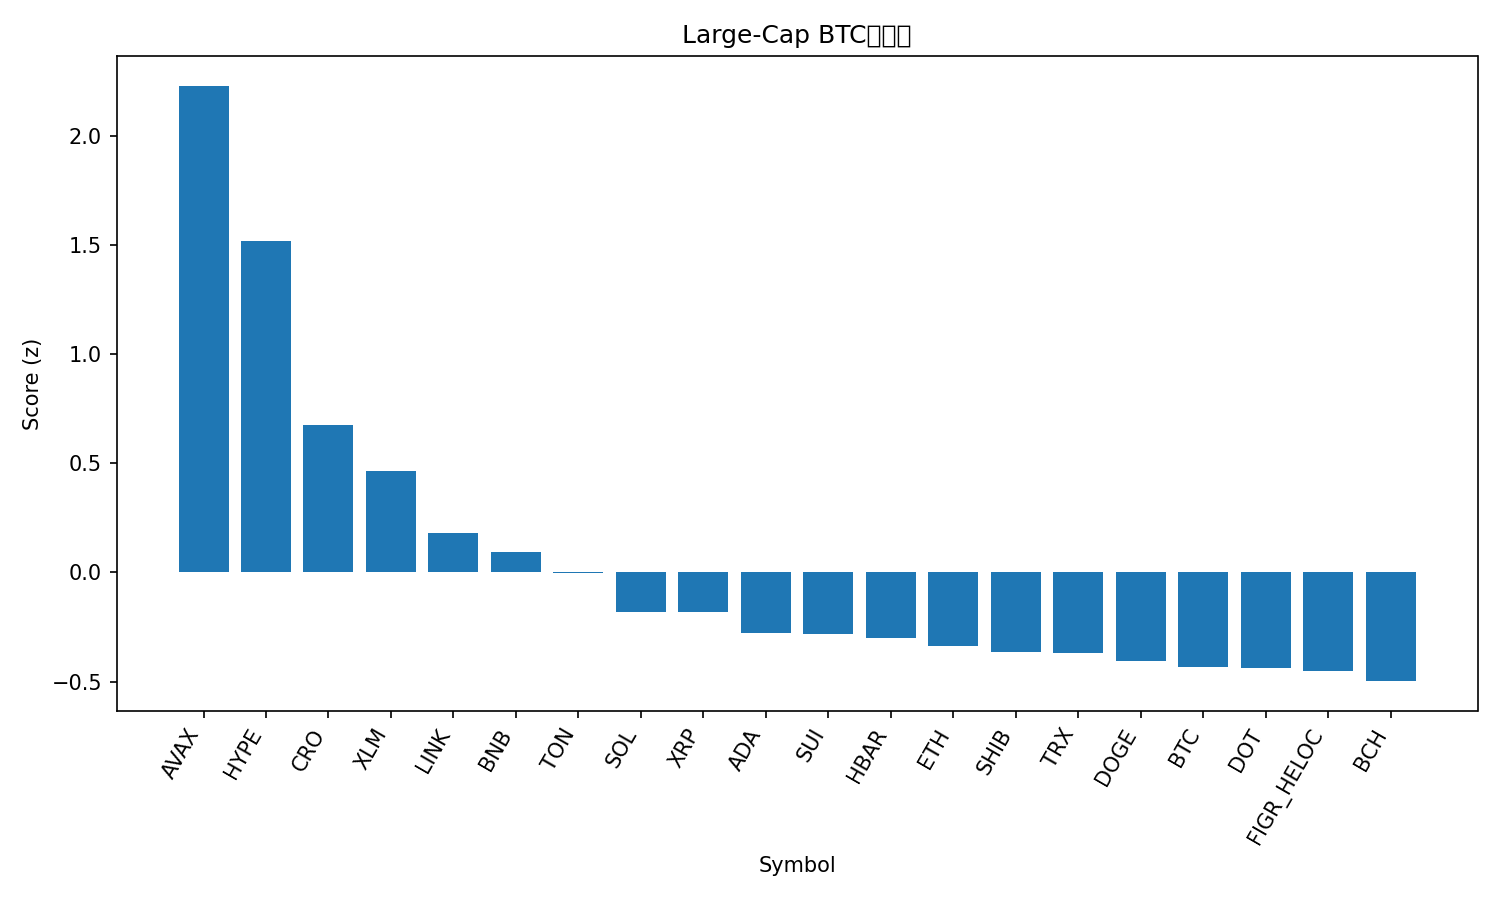 Large-Cap BTC
Score (z)
2.0
1.5
1.0
0.5
0.0
−0.5
AVAX
HYPE
CRO
XLM
LINK
BNB
TON
SOL
XRP
ADA
SUI
HBAR
ETH
SHIB
TRX
DOGE
BTC
DOT
FIGR_HELOC
BCH
Symbol